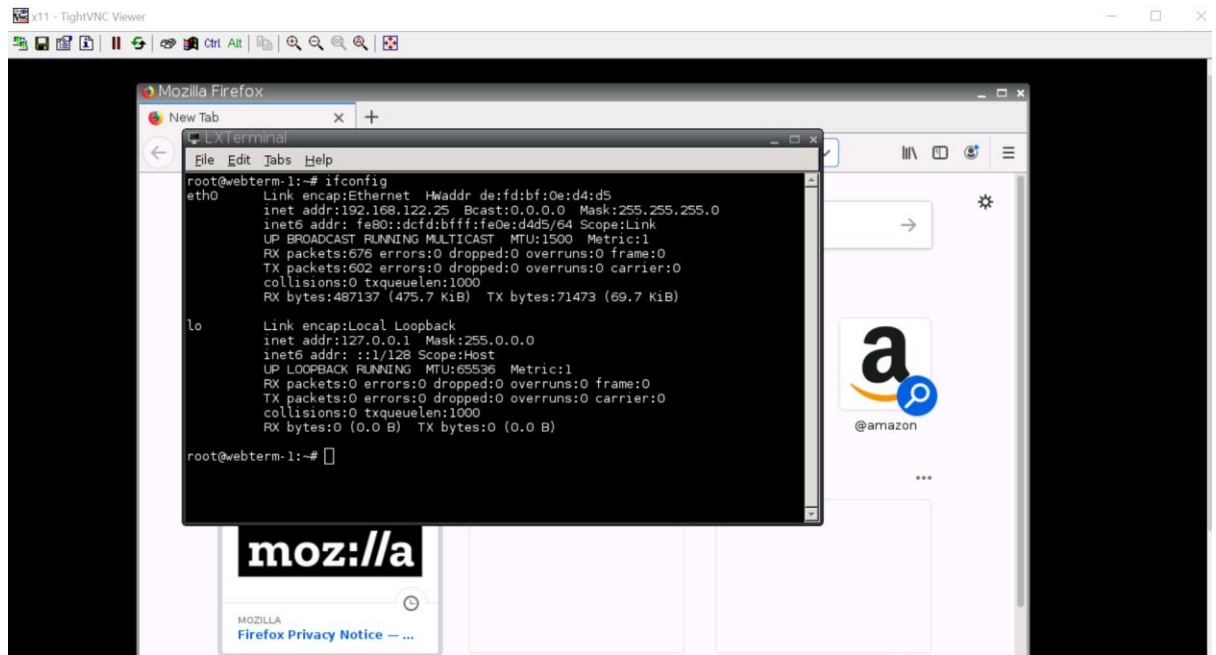 x11 - TightVNC Viewer
Ctrl Alt
Mozilla Firefox
New Tab
LXTerminal
File Edit Tabs Help
root@webterm-1:~# ifconfig
eth0 Link encap:Ethernet HWaddr de:fd:bf:0e:d4:d5
inet addr:192.168.122.25 Bcast:0.0.0.0 Mask:255.255.255.0
inet6 addr: fe80::dcfd:bfff:fe0e:d4d5/64 Scope:Link
UP BROADCAST RUNNING MULTICAST MTU:1500 Metric:1
RX packets:676 errors:0 dropped:0 overruns:0 frame:0
TX packets:602 errors:0 dropped:0 overruns:0 carrier:0
collisions:0 txqueuelen:1000
RX bytes:487137 (475.7 KiB) TX bytes:71473 (69.7 KiB)
lo Link encap:Local Loopback
inet addr:127.0.0.1 Mask:255.0.0.0
inet6 addr: ::1/128 Scope:Host
UP LOOPBACK RUNNING MTU:65536 Metric:1
RX packets:0 errors:0 dropped:0 overruns:0 frame:0
TX packets:0 errors:0 dropped:0 overruns:0 carrier:0
collisions:0 txqueuelen:1000
RX bytes:0 (0.0 B) TX bytes:0 (0.0 B)
root@webterm-1:~#
a
@amazon
moz://a
MOZILLA
Firefox Privacy Notice — ...